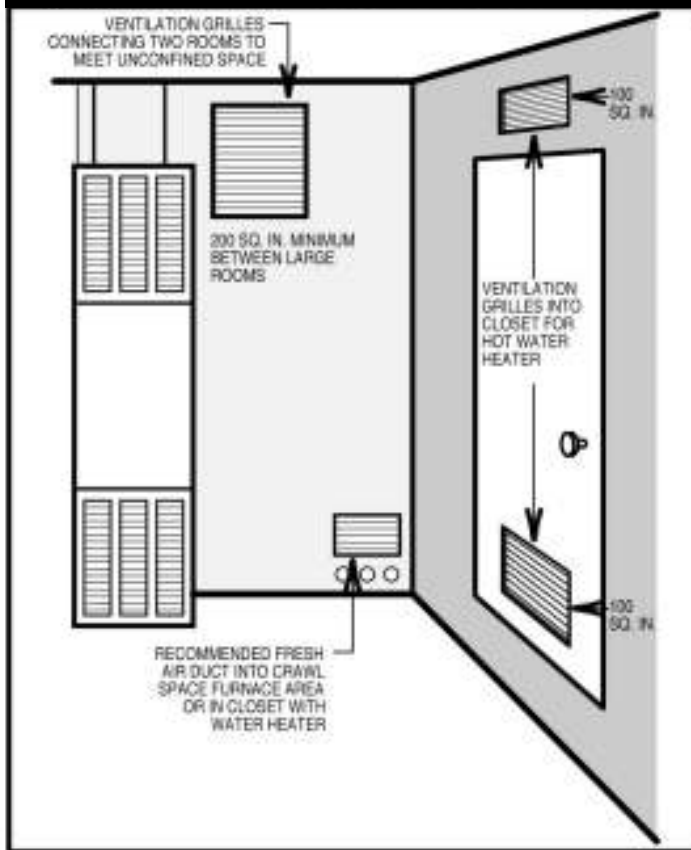 VENTILATION GRILLES
CONNECTING TWO ROOMS TO
MEET UNCONFINED SPACE
100
SQ. IN.
200 SQ. IN. MINIMUM
BETWEEN LARGE
ROOMS
VENTILATION
GRILLES INTO
CLOSET FOR
HOT WATER
HEATER
100
SQ. IN.
RECOMMENDED FRESH
AIR DUCT INTO CRAWL
SPACE FURNACE AREA
OR IN CLOSET WITH
WATER HEATER